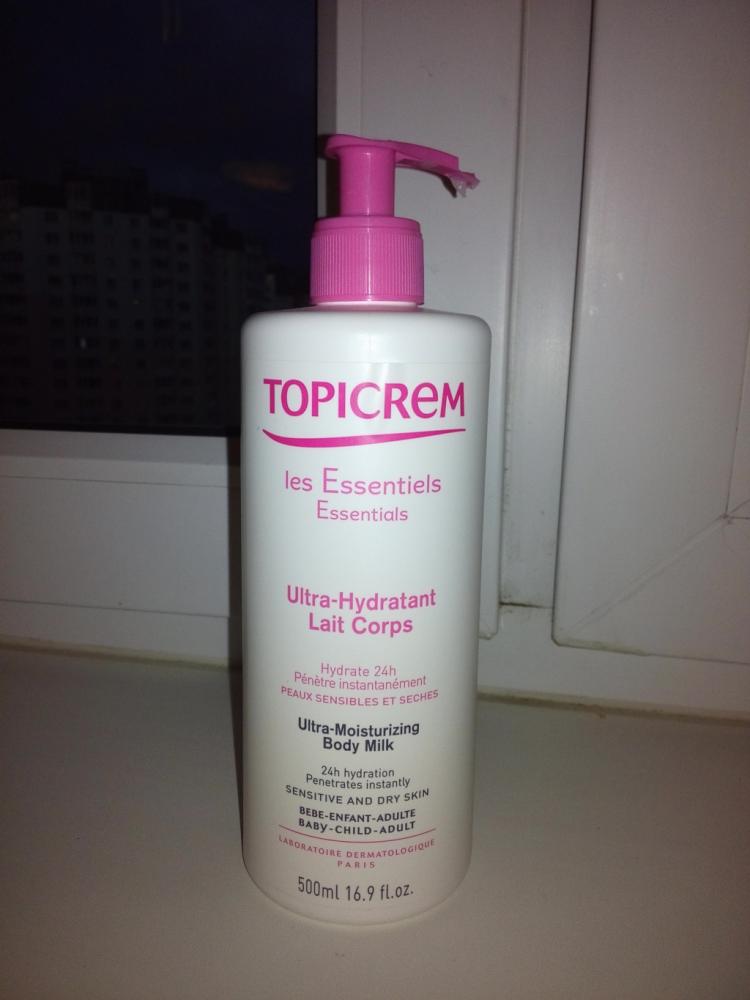 TOPICREM
les Essentiels
Essentials
Ultra-Hydratant
Lait Corps
Hydrate 24h
Pénètre instantanément
PEAUX SENSIBLES ET SECHES
Ultra-Moisturizing
Body Milk
24h hydration
Penetrates instantly
SENSITIVE AND DRY SKIN
BEBE-ENFANT-ADULTE
BABY-CHILD-ADULT
LABORATOIRE DERMATOLOGIQUE
PARIS
500ml 16.9 fl.oz.